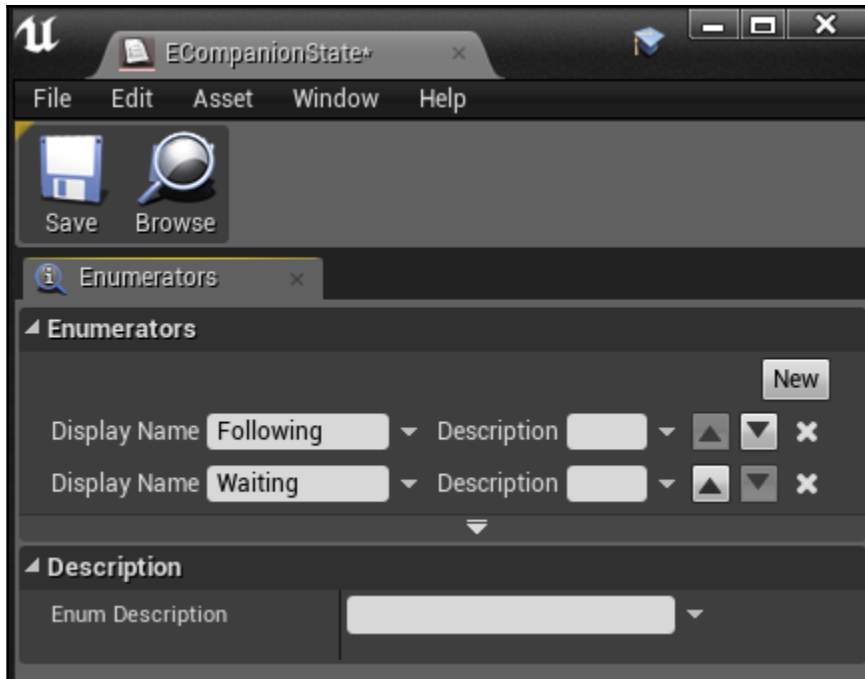 ECompanionState*
File Edit Asset Window Help
Save Browse
Enumerators
Enumerators
New
Display Name Following Description
Display Name Waiting Description
Description
Enum Description